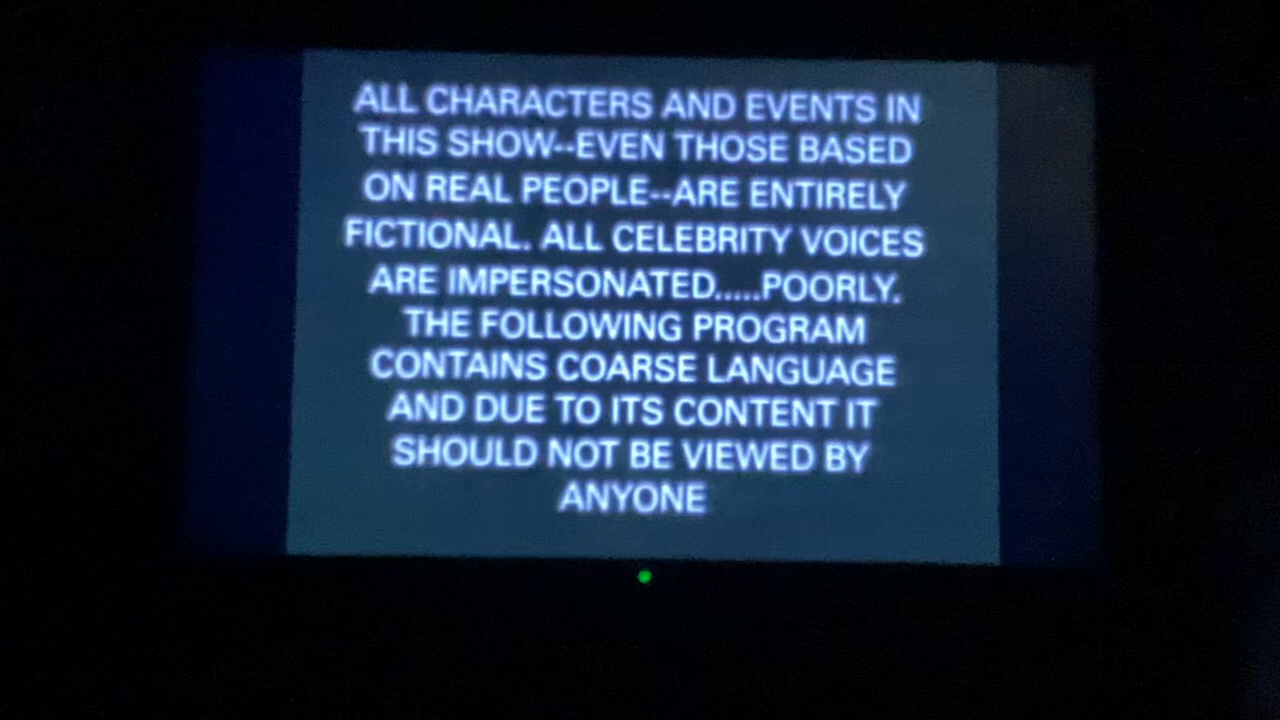 ALL CHARACTERS AND EVENTS IN
THIS SHOW--EVEN THOSE BASED
ON REAL PEOPLE--ARE ENTIRELY
FICTIONAL. ALL CELEBRITY VOICES
ARE IMPERSONATED.....POORLY.
THE FOLLOWING PROGRAM
CONTAINS COARSE LANGUAGE
AND DUE TO ITS CONTENT IT
SHOULD NOT BE VIEWED BY
ANYONE